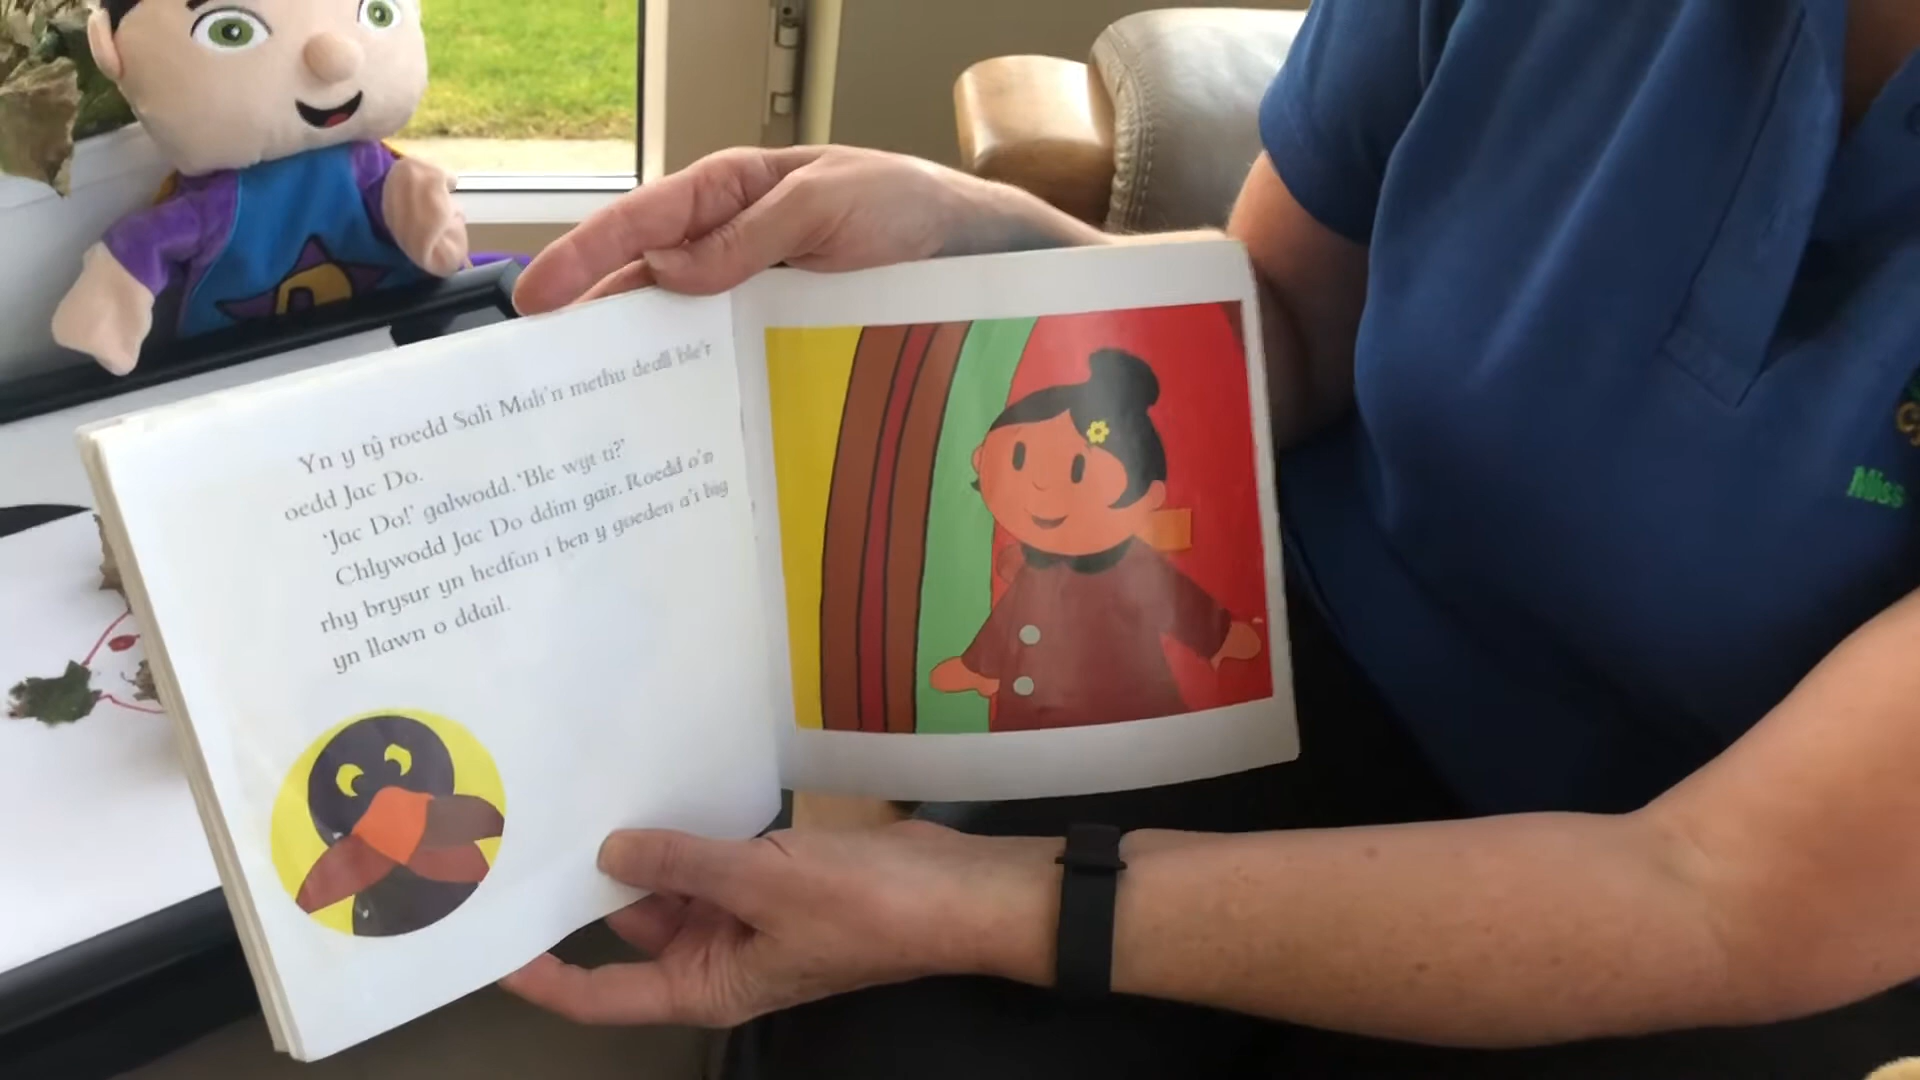 Yn y tŷ roedd Sali Mali'n methu deall ble'r
oedd Jac Do.
'Jac Do!' galwodd. 'Ble wyt ti?'
Chlywodd Jac Do ddim gair. Roedd o'n
rhy brysur yn hedfan i ben y goeden a'i big
yn llawn o ddail.
Miss